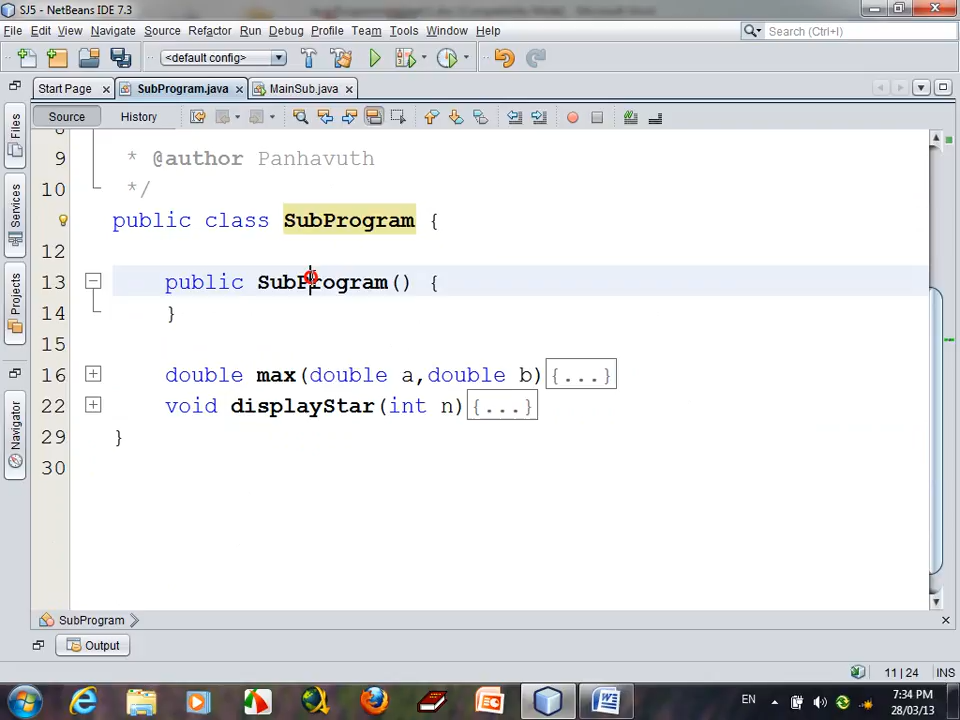 SJ5 - NetBeans IDE 7.3
File Edit View Navigate Source Refactor Run Debug Profile Team Tools Window Help
Search (Ctrl+I)
<default config>
Start Page SubProgram.java MainSub.java
Source History
Files
Services
Projects
Navigator
9 * @author Panhavuth
10 */
public class SubProgram {
12
13 public SubProgram() {
14 }
15
16 double max(double a,double b){...}
22 void displayStar(int n){...}
29 }
30
SubProgram
Output
11|24 INS
EN
7:34 PM
28/03/13